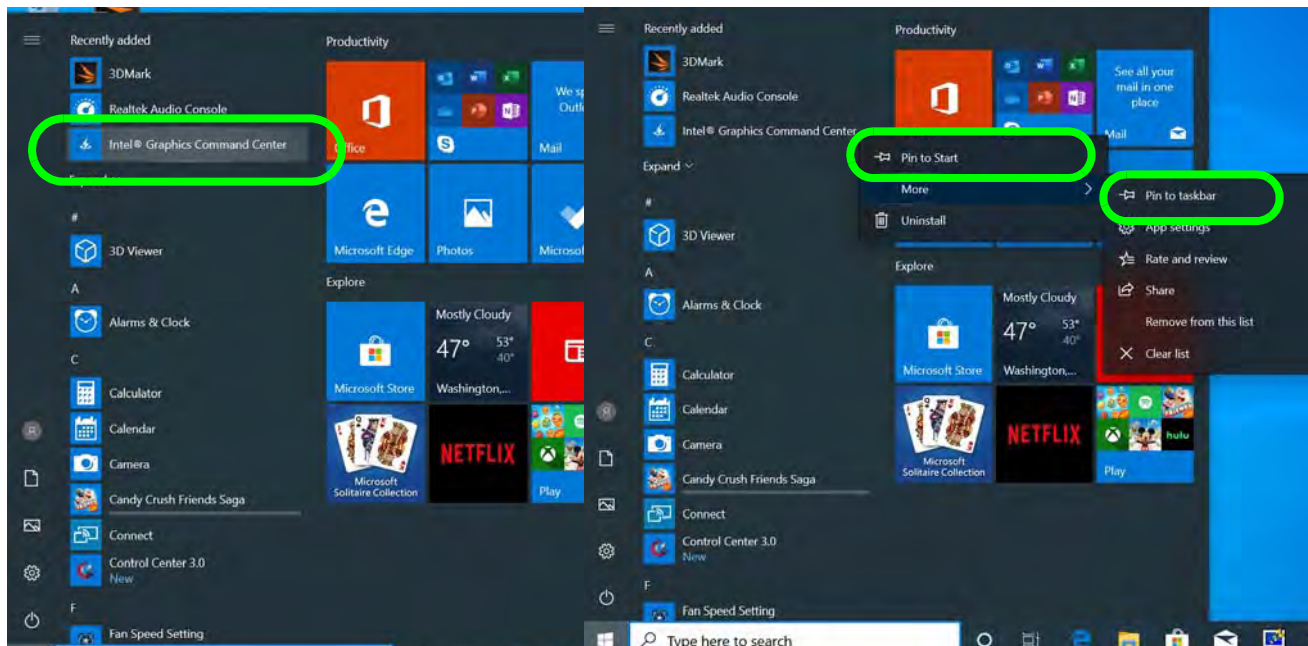 Recently added
3DMark
Realtek Audio Console
Intel® Graphics Command Center
#
3D Viewer
A
Alarms & Clock
C
Calculator
Calendar
Camera
Candy Crush Friends Saga
Connect
Control Center 3.0
New
F
Fan Speed Setting
Productivity
Office
We
Mail
Microsoft Edge
Photos
Explore
Microsoft Store
Mostly Cloudy
47° 53°
40°
Washington,...
Microsoft
Solitaire Collection
NETFLIX
Play
Recently added
3DMark
Realtek Audio Console
Intel® Graphics Command Center
Expand
#
3D Viewer
A
Alarms & Clock
C
Calculator
Calendar
Camera
Candy Crush Friends Saga
Connect
Control Center 3.0
New
F
Fan Speed Setting
Type here to search
Productivity
See all your
mail in one
place
Mail
Pin to Start
More
Uninstall
Pin to taskbar
App settings
Rate and review
Share
Remove from this list
Clear list
Explore
Microsoft Store
Mostly Cloudy
47° 53°
40°
Washington,...
Microsoft
Solitaire Collection
NETFLIX
hulu
Play